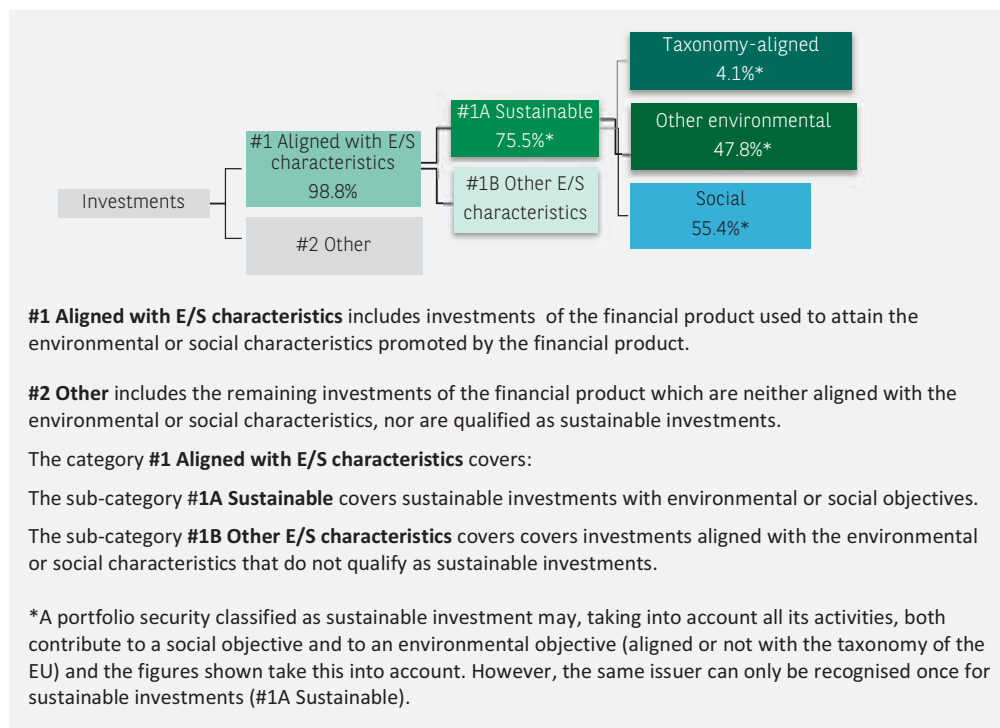 Taxonomy-aligned
4.1%*
#1A Sustainable
75.5%*
Other environmental
47.8%*
#1 Aligned with E/S
characteristics
98.8%
#1B Other E/S
characteristics
Social
55.4%*
Investments
#2 Other
#1 Aligned with E/S characteristics includes investments of the financial product used to attain the
environmental or social characteristics promoted by the financial product.
#2 Other includes the remaining investments of the financial product which are neither aligned with the
environmental or social characteristics, nor are qualified as sustainable investments.
The category #1 Aligned with E/S characteristics covers:
The sub-category #1A Sustainable covers sustainable investments with environmental or social objectives.
The sub-category #1B Other E/S characteristics covers covers investments aligned with the environmental
or social characteristics that do not qualify as sustainable investments.
*A portfolio security classified as sustainable investment may, taking into account all its activities, both
contribute to a social objective and to an environmental objective (aligned or not with the taxonomy of the
EU) and the figures shown take this into account. However, the same issuer can only be recognised once for
sustainable investments (#1A Sustainable).